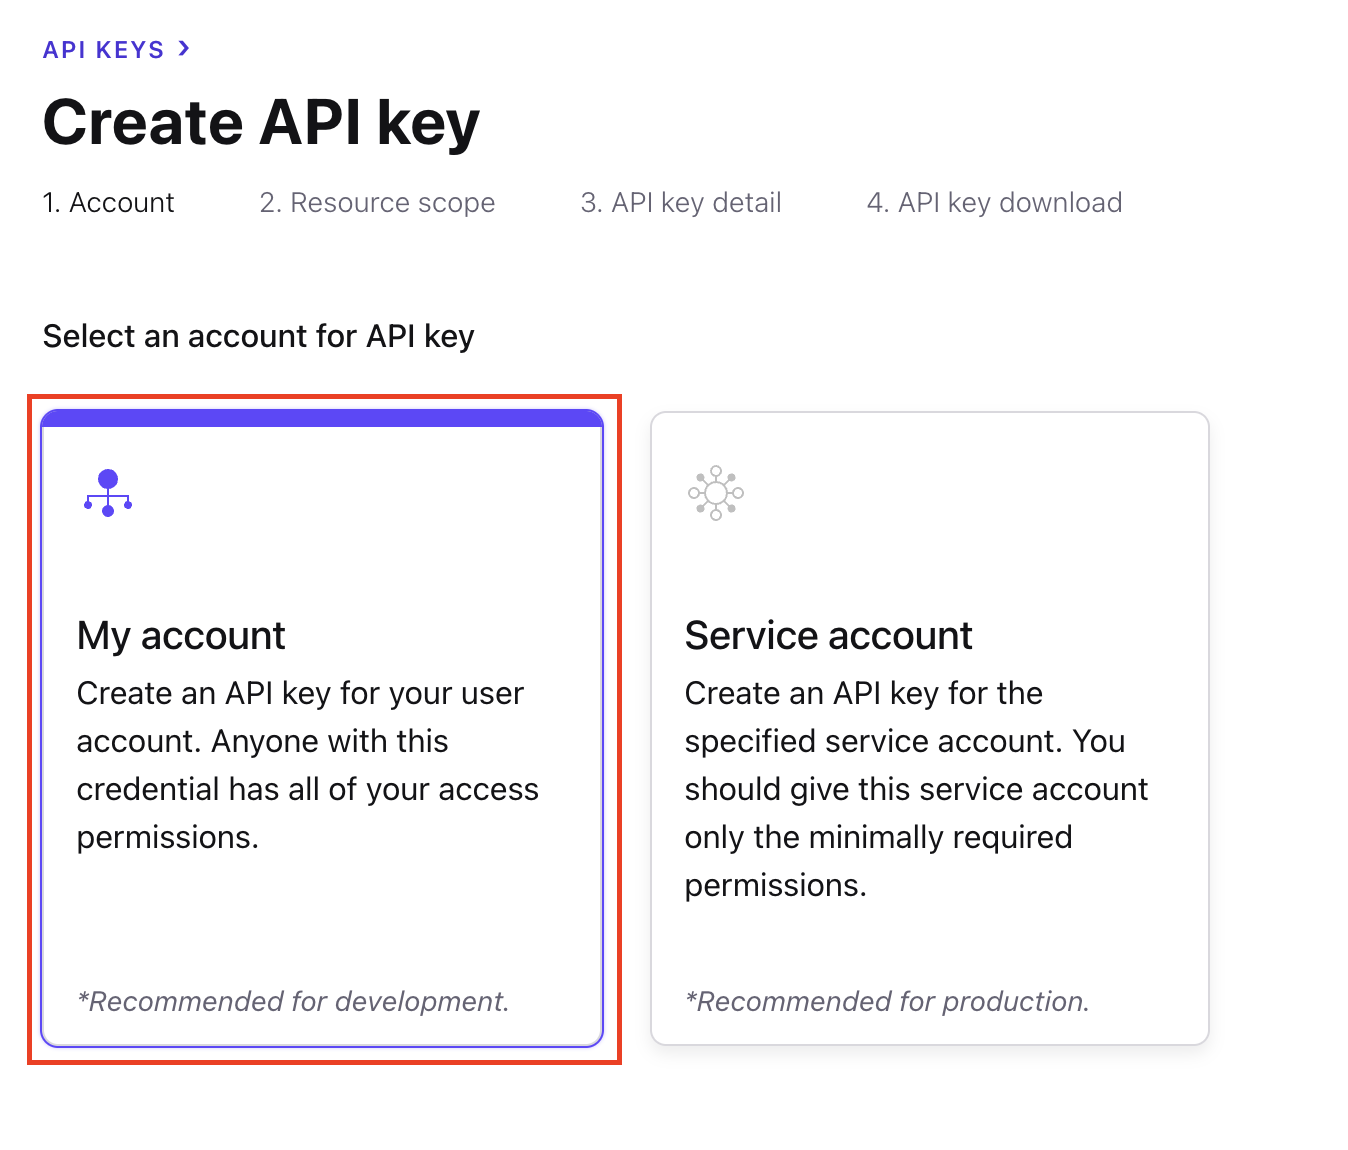 API KEYS
Create API key
1. Account
2. Resource scope
3. API key detail
4. API key download
Select an account for API key
My account
Create an API key for your user
account. Anyone with this
credential has all of your access
permissions.
*Recommended for development.
Service account
Create an API key for the
specified service account. You
should give this service account
only the minimally required
permissions.
*Recommended for production.